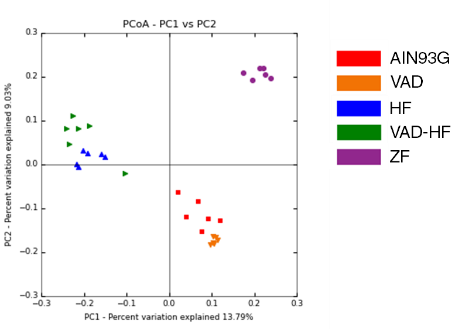 PCoA - PC1 vs PC2
0.3
0.2
0.1
0.0
−0.1
−0.2
−0.3
PC2 - Percent variation explained 9.03%
−0.3 −0.2 −0.1 0.0 0.1 0.2 0.3
PC1 - Percent variation explained 13.79%
AIN93G
VAD
HF
VAD-HF
ZF